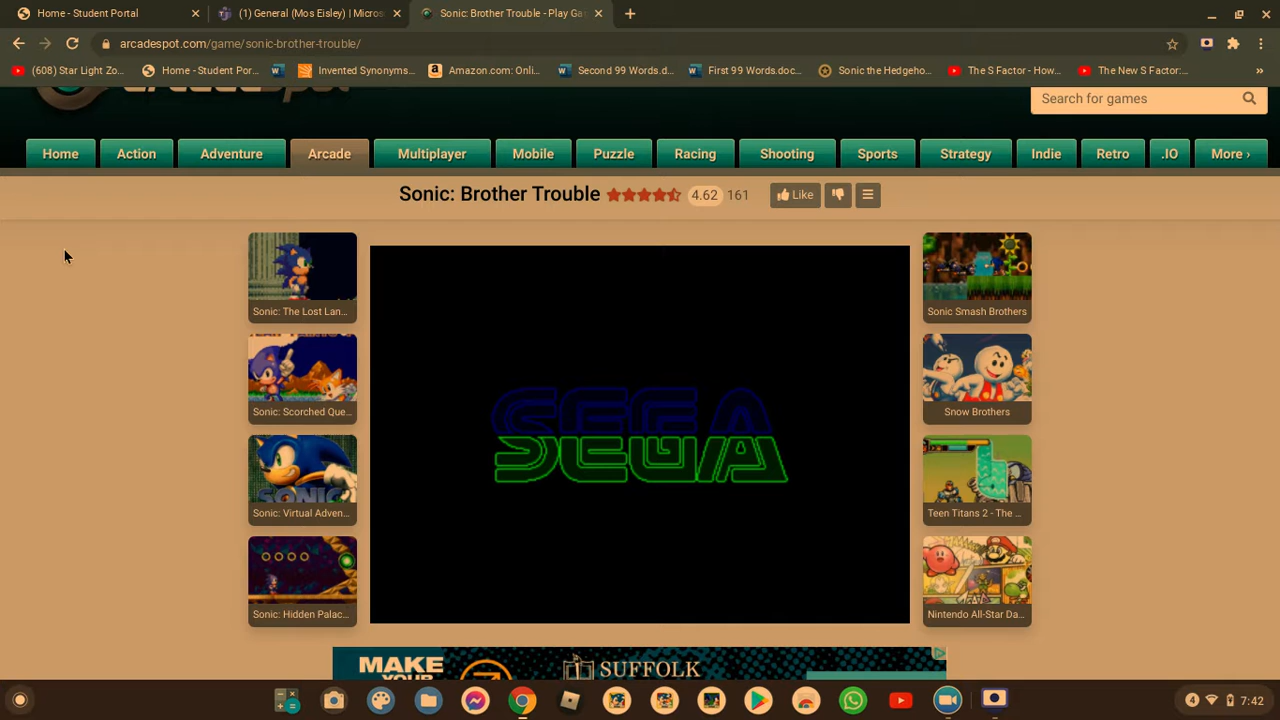 Home - Student Portal
(1) General (Mos Eisley) | Micros
Sonic: Brother Trouble - Play Ga
arcadespot.com/game/sonic-brother-trouble/
(608) Star Light Zo...
Home - Student Por...
Invented Synonyms...
Amazon.com: Onli...
Second 99 Words.d...
First 99 Words.doc...
Sonic the Hedgeho...
The S Factor - How...
The New S Factor:...
»
Search for games
Home
Action
Adventure
Arcade
Multiplayer
Mobile
Puzzle
Racing
Shooting
Sports
Strategy
Indie
Retro
.IO
More ›
Sonic: Brother Trouble
4.62
161
Like
Sonic: The Lost Lan...
Sonic: Scorched Que...
SONIC
Sonic: Virtual Adven...
Sonic: Hidden Palac...
SEGA
Sonic Smash Brothers
Snow Brothers
Teen Titans 2 - The ...
Nintendo All-Star Da...
MAKE
YOUR
SUFFOLK
4
7:42